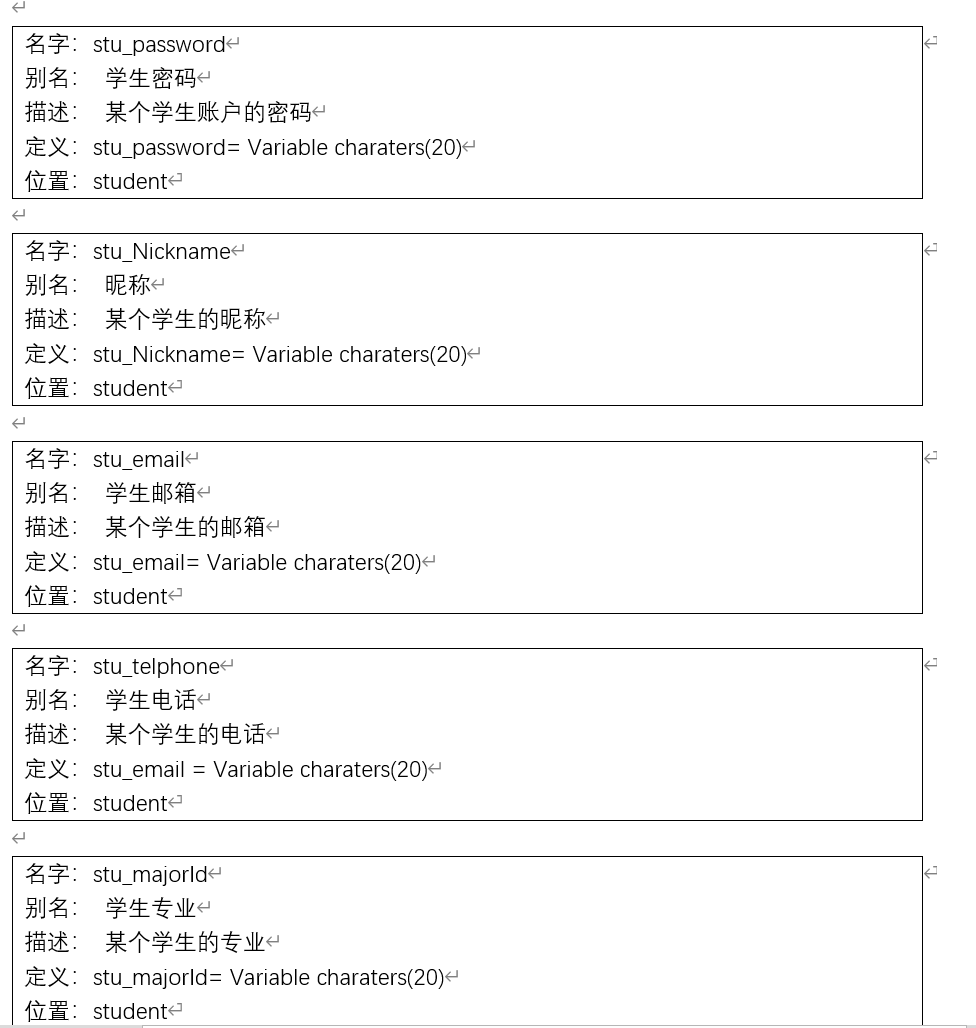 名字：stu_password
别名： 学生密码
描述： 某个学生账户的密码
定义：stu_password= Variable charaters(20)
位置：student
名字：stu_Nickname
别名： 昵称
描述： 某个学生的昵称
定义：stu_Nickname= Variable charaters(20)
位置：student
名字：stu_email
别名： 学生邮箱
描述： 某个学生的邮箱
定义：stu_email= Variable charaters(20)
位置：student
名字：stu_telphone
别名： 学生电话
描述： 某个学生的电话
定义：stu_email = Variable charaters(20)
位置：student
名字：stu_majorId
别名： 学生专业
描述： 某个学生的专业
定义：stu_majorId= Variable charaters(20)
位置：student